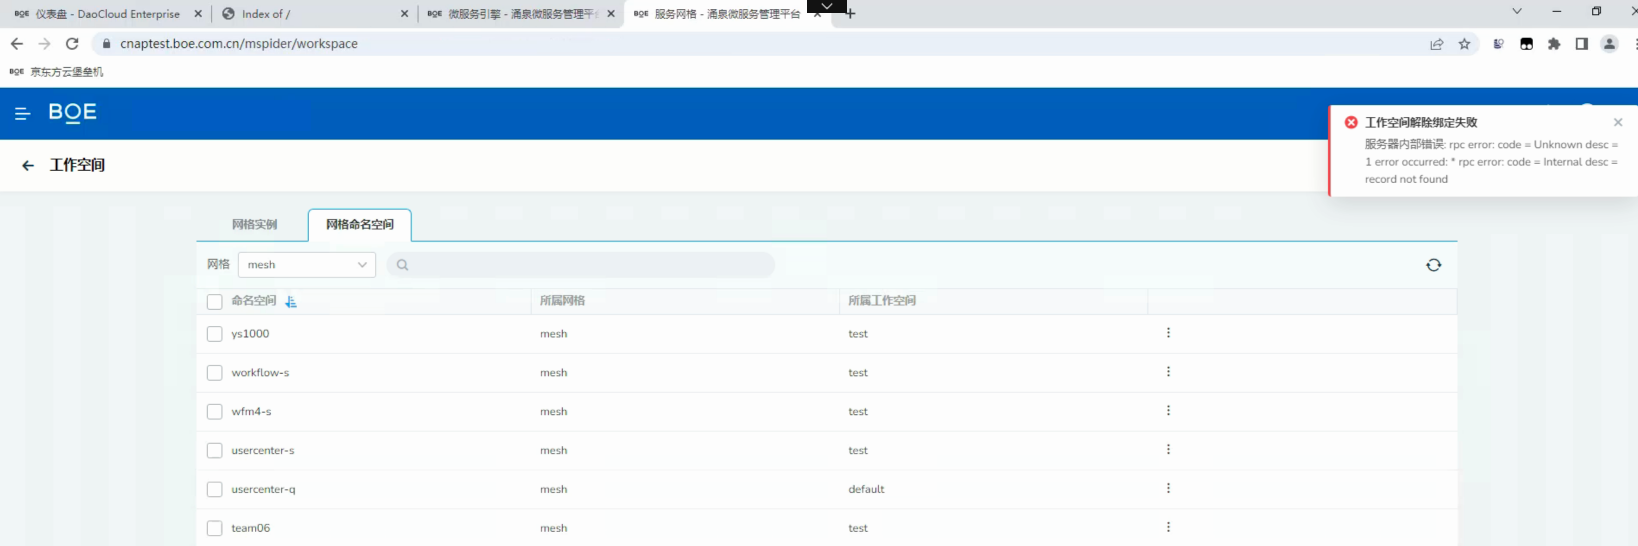 BOE 仪表盘 - DaoCloud Enterprise
Index of /
BOE 微服务引擎 - 涌泉微服务管理平台
BOE 服务网格 - 涌泉微服务管理平台
cnaptest.boe.com.cn/mspider/workspace
BOE 京东方云堡垒机
BOE
工作空间解除绑定失败
服务器内部错误: rpc error: code = Unknown desc =
1 error occurred: * rpc error: code = Internal desc =
record not found
工作空间
网格实例
网格命名空间
网格 mesh
命名空间 所属网格 所属工作空间
ys1000 mesh test
workflow-s mesh test
wfm4-s mesh test
usercenter-s mesh test
usercenter-q mesh default
team06 mesh test